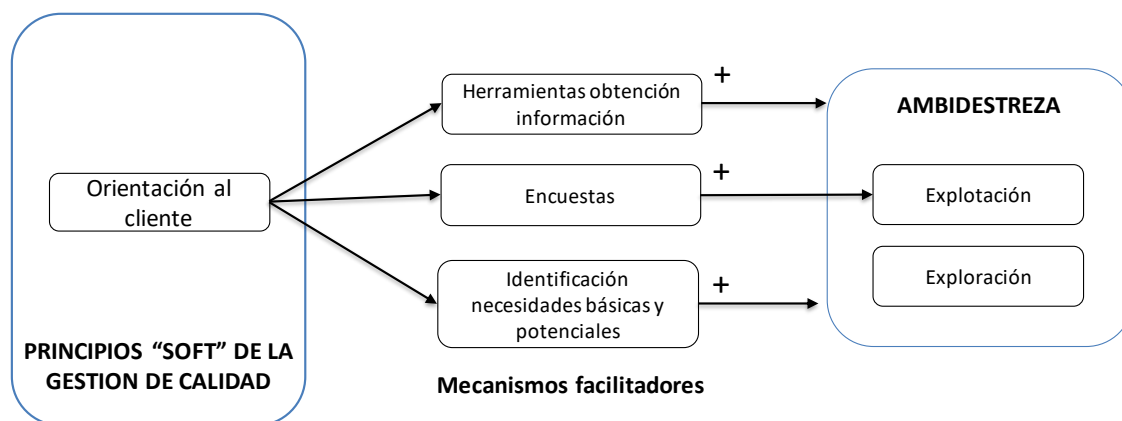 Orientación al
cliente
PRINCIPIOS “SOFT” DE LA
GESTION DE CALIDAD
Herramientas obtención
información
+
Encuestas
+
Identificación
necesidades básicas y
potenciales
+
Mecanismos facilitadores
AMBIDESTREZA
Explotación
Exploración